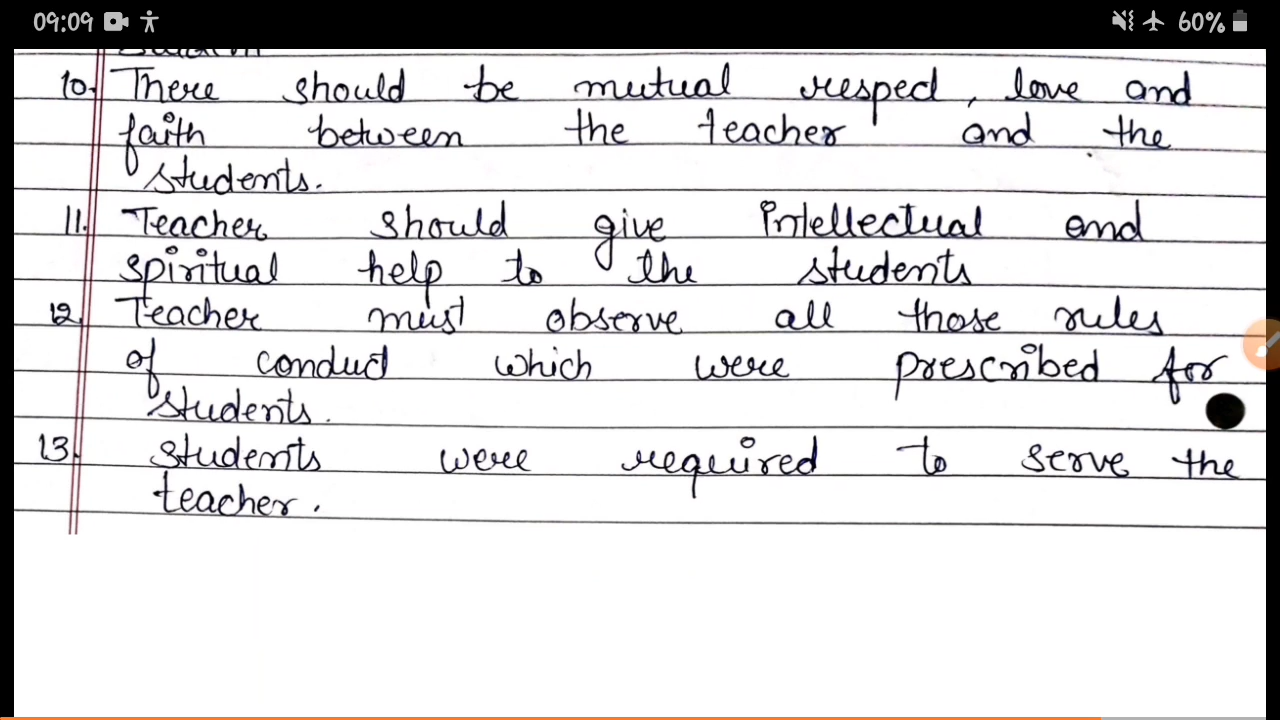 09:09 60%
10. There should be mutual respect, love and
faith between the teacher and the
students.
11. Teacher should give intellectual and
spiritual help to the students
12. Teacher must observe all those rules
of conduct which were prescribed for
students.
13. students were required to serve the
teacher.